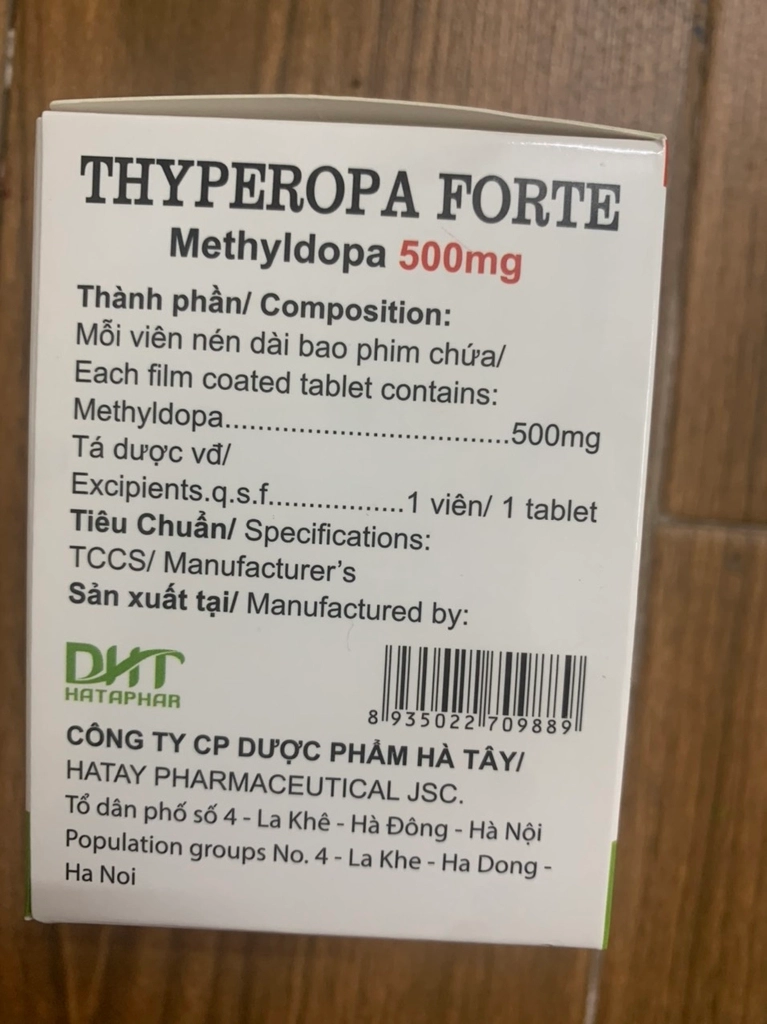 THYPEROPA FORTE
Methyldopa 500mg
Thành phần/ Composition:
Mỗi viên nén dài bao phim chứa/
Each film coated tablet contains:
Methyldopa..................................500mg
Tá dược vđ/
Excipients.q.s.f.................1 viên/ 1 tablet
Tiêu Chuẩn/ Specifications:
TCCS/ Manufacturer's
Sản xuất tại/ Manufactured by:
DHT
HATAPHAR
8 935022 709889
CÔNG TY CP DƯỢC PHẨM HÀ TÂY/
HATAY PHARMACEUTICAL JSC.
Tổ dân phố số 4 - La Khê - Hà Đông - Hà Nội
Population groups No. 4 - La Khe - Ha Dong -
Ha Noi